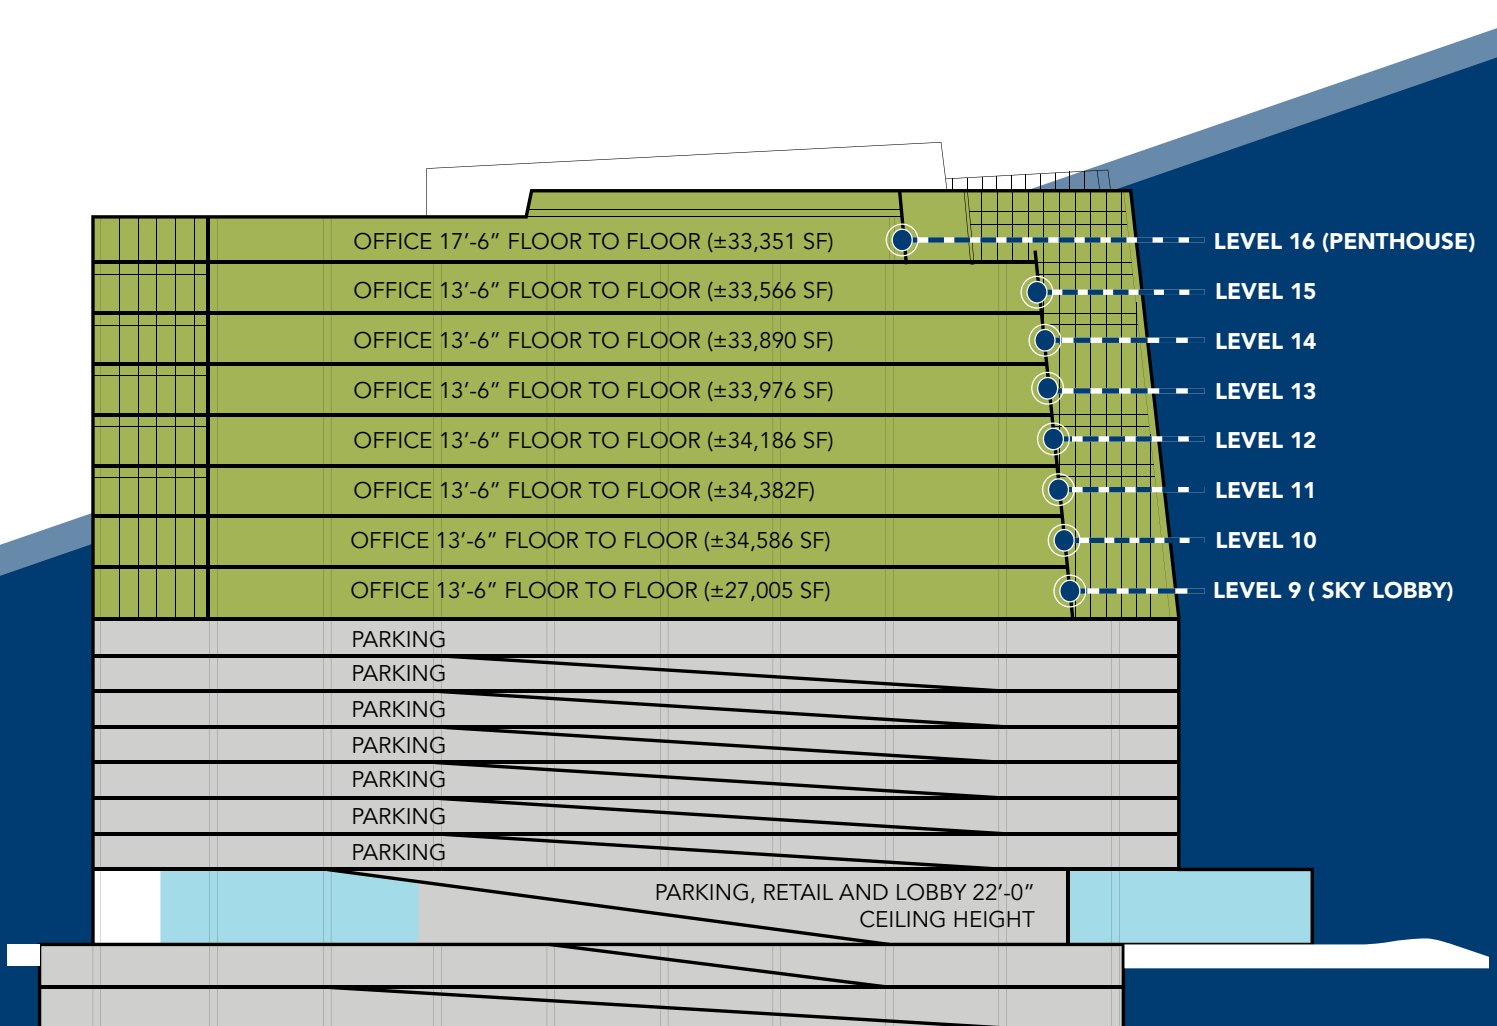 OFFICE 17’-6” FLOOR TO FLOOR (±33,351 SF) LEVEL 16 (PENTHOUSE)
OFFICE 13’-6” FLOOR TO FLOOR (±33,566 SF) LEVEL 15
OFFICE 13’-6” FLOOR TO FLOOR (±33,890 SF) LEVEL 14
OFFICE 13’-6” FLOOR TO FLOOR (±33,976 SF) LEVEL 13
OFFICE 13’-6” FLOOR TO FLOOR (±34,186 SF) LEVEL 12
OFFICE 13’-6” FLOOR TO FLOOR (±34,382F) LEVEL 11
OFFICE 13’-6” FLOOR TO FLOOR (±34,586 SF) LEVEL 10
OFFICE 13’-6” FLOOR TO FLOOR (±27,005 SF) LEVEL 9 ( SKY LOBBY)
PARKING
PARKING
PARKING
PARKING
PARKING
PARKING
PARKING
PARKING, RETAIL AND LOBBY 22’-0”
CEILING HEIGHT